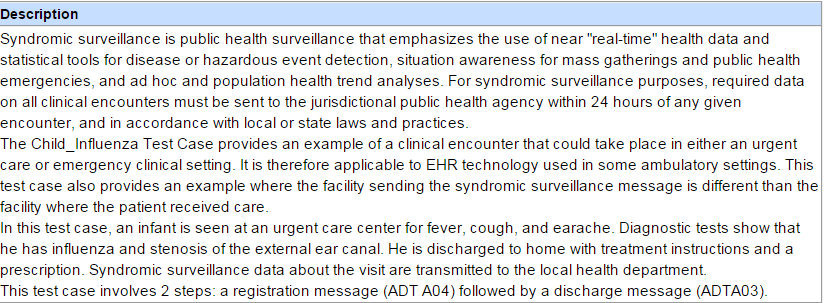 Description
Syndromic surveillance is public health surveillance that emphasizes the use of near "real-time" health data and
statistical tools for disease or hazardous event detection, situation awareness for mass gatherings and public health
emergencies, and ad hoc and population health trend analyses. For syndromic surveillance purposes, required data
on all clinical encounters must be sent to the jurisdictional public health agency within 24 hours of any given
encounter, and in accordance with local or state laws and practices.
The Child_Influenza Test Case provides an example of a clinical encounter that could take place in either an urgent
care or emergency clinical setting. It is therefore applicable to EHR technology used in some ambulatory settings. This
test case also provides an example where the facility sending the syndromic surveillance message is different than the
facility where the patient received care.
In this test case, an infant is seen at an urgent care center for fever, cough, and earache. Diagnostic tests show that
he has influenza and stenosis of the external ear canal. He is discharged to home with treatment instructions and a
prescription. Syndromic surveillance data about the visit are transmitted to the local health department.
This test case involves 2 steps: a registration message (ADT A04) followed by a discharge message (ADTA03).